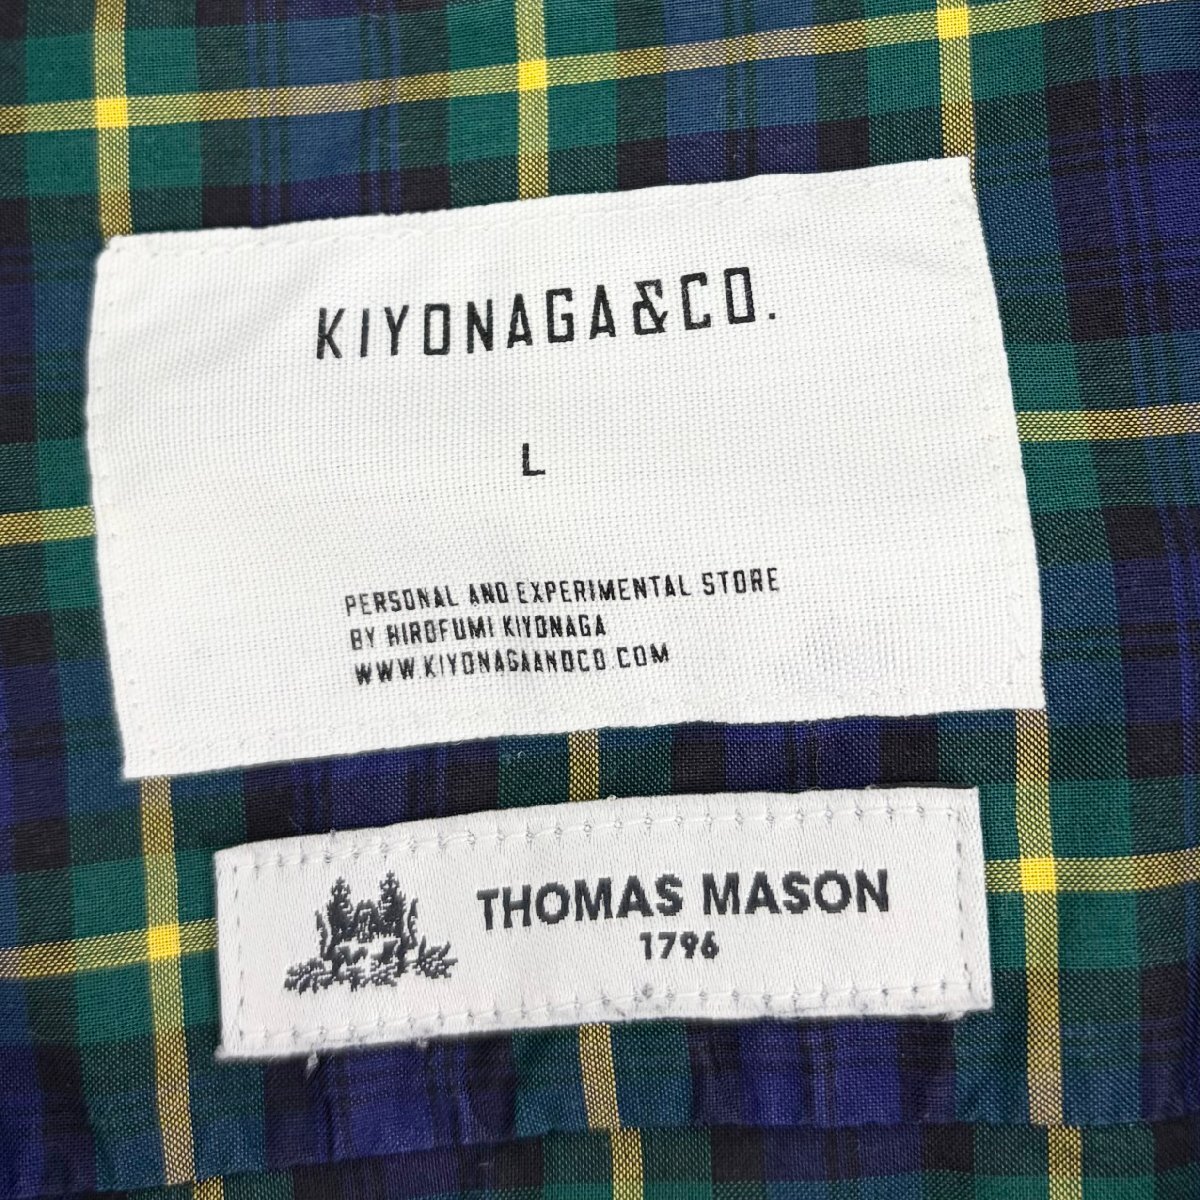 KIYONAGA&CO.
L
PERSONAL AND EXPERIMENTAL STORE
BY HIROFUMI KIYONAGA
WWW.KIYONAGAANDCO.COM
THOMAS MASON
1796